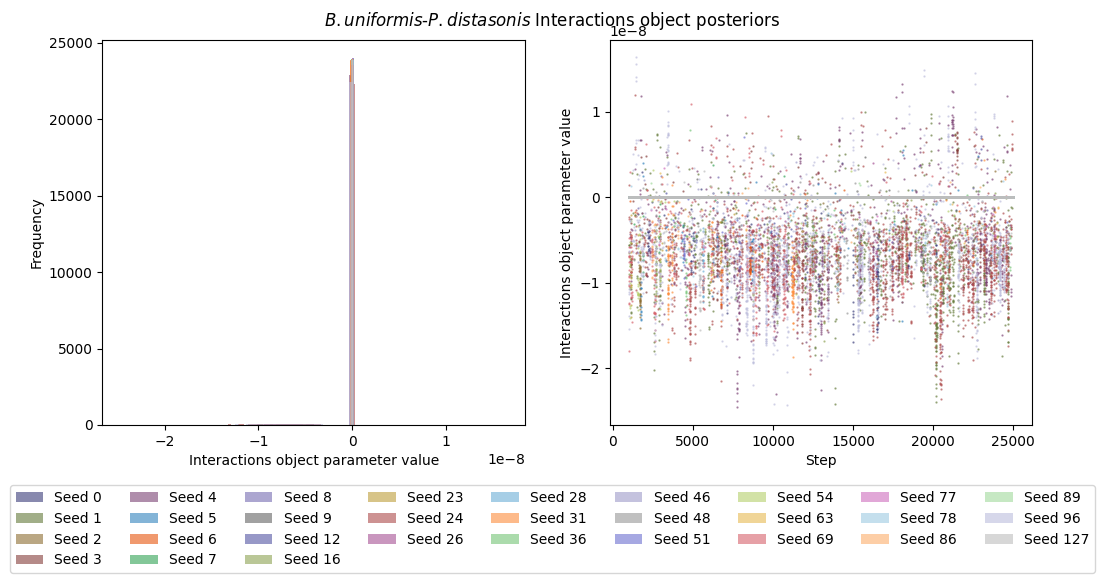 B.uniformis-P.distasonis Interactions object posteriors
25000
20000
15000
10000
5000
0
Frequency
−2
−1
0
1
1e−8
Interactions object parameter value
1e−8
1
0
−1
−2
Interactions object parameter value
0
5000
10000
15000
20000
25000
Step
Seed 0 Seed 4 Seed 8 Seed 23 Seed 28 Seed 46 Seed 54 Seed 77 Seed 89
Seed 1 Seed 5 Seed 9 Seed 24 Seed 31 Seed 48 Seed 63 Seed 78 Seed 96
Seed 2 Seed 6 Seed 12 Seed 26 Seed 36 Seed 51 Seed 69 Seed 86 Seed 127
Seed 3 Seed 7 Seed 16